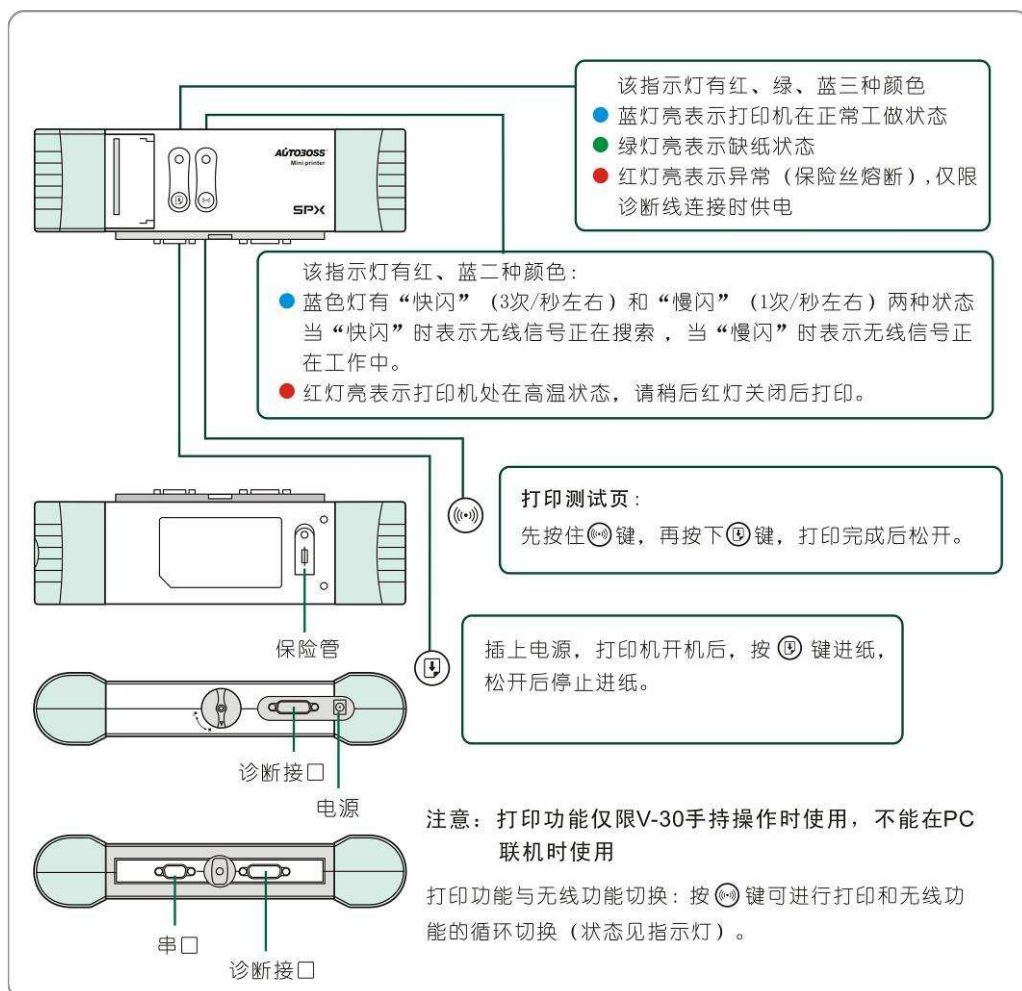 该指示灯有红、绿、蓝三种颜色
蓝灯亮表示打印机在正常工做状态
绿灯亮表示缺纸状态
红灯亮表示异常（保险丝熔断）,仅限
诊断线连接时供电
AUTOBOSS
Mini printer
SPX
该指示灯有红、蓝二种颜色：
蓝色灯有“快闪”（3次/秒左右）和“慢闪”（1次/秒左右）两种状态
当“快闪”时表示无线信号正在搜索，当“慢闪”时表示无线信号正
在工作中。
红灯亮表示打印机处在高温状态，请稍后红灯关闭后打印。
打印测试页：
先按住键，再按下键，打印完成后松开。
保险管
插上电源，打印机开机后，按 键进纸，
松开后停止进纸。
诊断接口
电源
注意：打印功能仅限V-30手持操作时使用，不能在PC
联机时使用
打印功能与无线功能切换：按键可进行打印和无线功
能的循环切换（状态见指示灯）。
串口
诊断接口